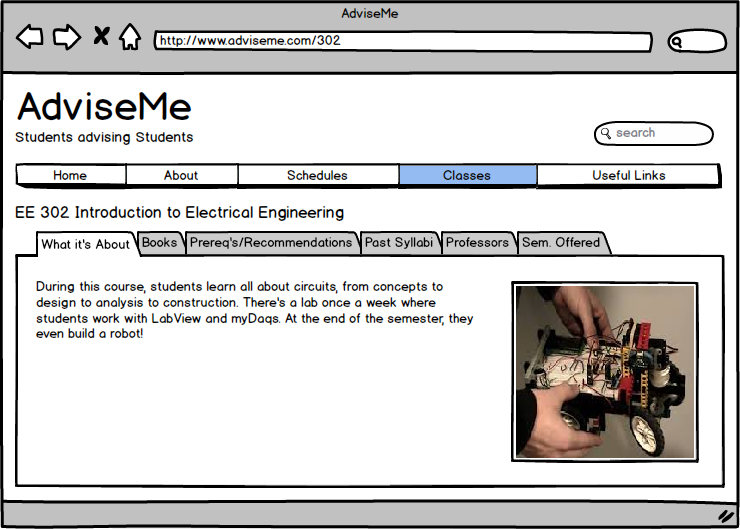 AdviseMe
http://www.adviseme.com/302
AdviseMe
Students advising Students
search
Home About Schedules Classes Useful Links
EE 302 Introduction to Electrical Engineering
What it's About Books Prereq's/Recommendations Past Syllabi Professors Sem. Offered
During this course, students learn all about circuits, from concepts to
design to analysis to construction. There's a lab once a week where
students work with LabView and myDaqs. At the end of the semester, they
even build a robot!